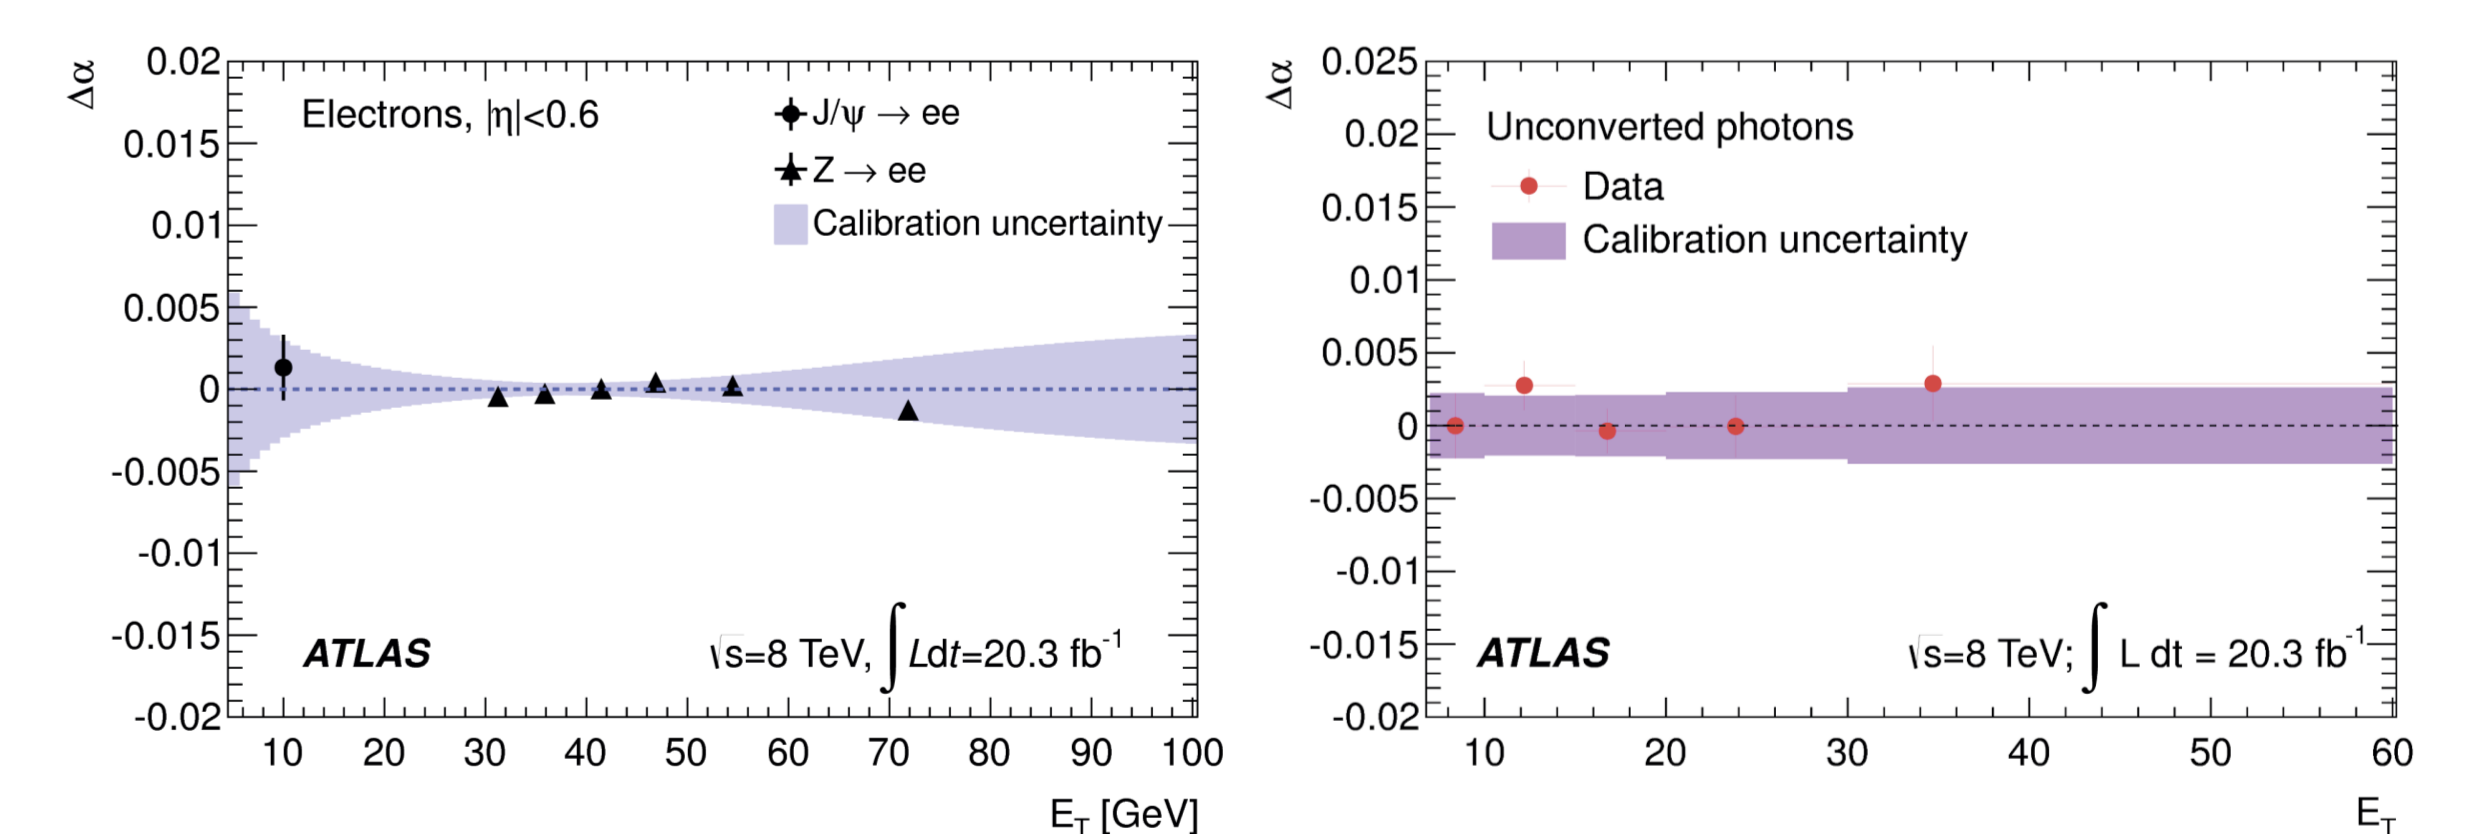 Δα
0.02
0.015
0.01
0.005
0
-0.005
-0.01
-0.015
-0.02
Electrons, |η|<0.6
J/ψ → ee
Z → ee
Calibration uncertainty
ATLAS
√s=8 TeV, ∫Ldt=20.3 fb⁻¹
10 20 30 40 50 60 70 80 90 100
E_T [GeV]
Δα
0.025
0.02
0.015
0.01
0.005
0
-0.005
-0.01
-0.015
-0.02
Unconverted photons
Data
Calibration uncertainty
ATLAS
√s=8 TeV; ∫ L dt = 20.3 fb⁻¹
10 20 30 40 50 60
E_T